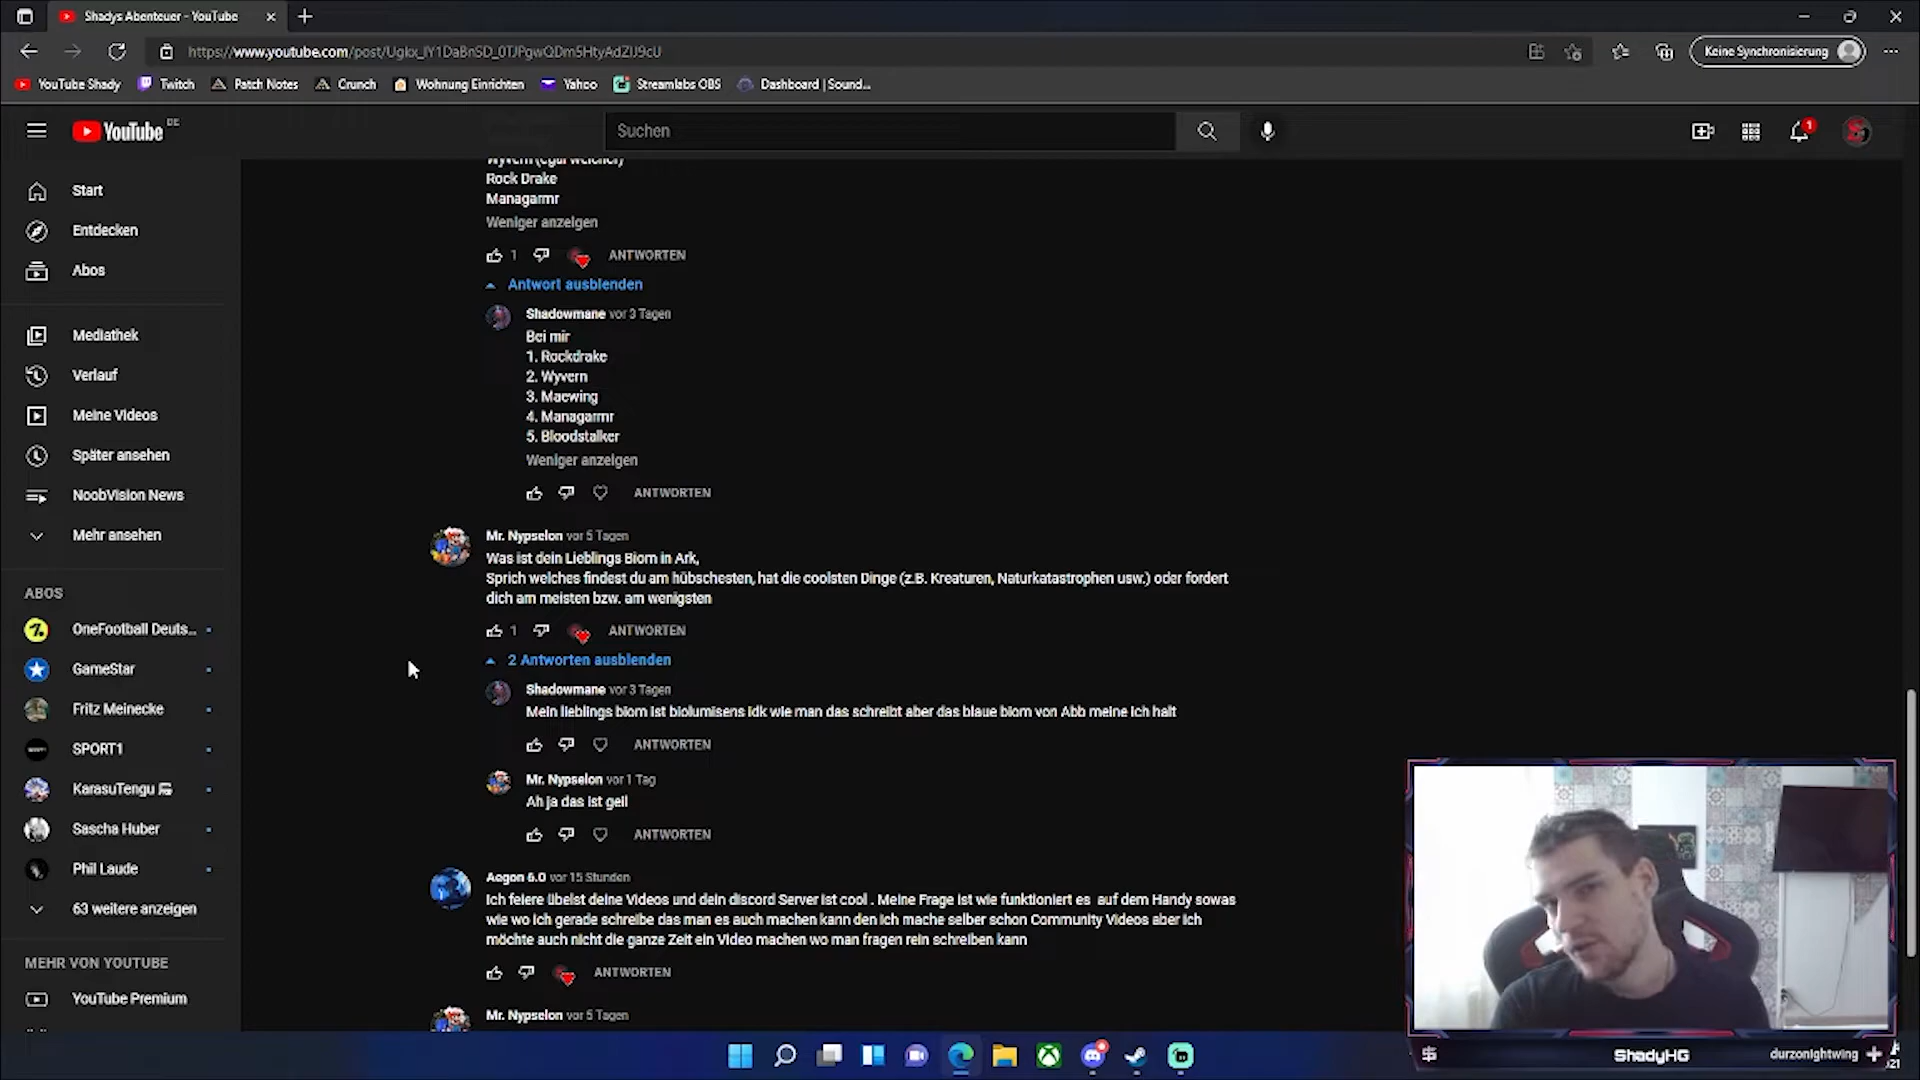 Shadys Abenteuer - YouTube
https://www.youtube.com/post/
Keine Synchronisierung
YouTube Shady
Twitch
Patch Notes
Crunch
Wohnung Einrichten
Yahoo
Streamlabs OBS
Dashboard | Sound...
YouTube DE
Suchen
1
Start
Entdecken
Abos
Mediathek
Verlauf
Meine Videos
Später ansehen
NoobVision News
Mehr ansehen
ABOS
OneFootball Deuts...
GameStar
Fritz Meinecke
SPORT1
KarasuTengu
Sascha Huber
Phil Laude
63 weitere anzeigen
MEHR VON YOUTUBE
YouTube Premium
Wyvern (egal welcher)
Rock Drake
Managarmr
Weniger anzeigen
1 ANTWORTEN
Antwort ausblenden
Shadowmane vor 3 Tagen
Bei mir
1. Rockdrake
2. Wyvern
3. Maewing
4. Managarmr
5. Bloodstalker
Weniger anzeigen
ANTWORTEN
Mr. Nypselon vor 5 Tagen
Was ist dein Lieblings Biom in Ark,
Sprich welches findest du am hübschesten, hat die coolsten Dinge (z.B. Kreaturen, Naturkatastrophen usw.) oder fordert
dich am meisten bzw. am wenigsten
1 ANTWORTEN
2 Antworten ausblenden
Shadowmane vor 3 Tagen
Mein lieblings biom ist biolumisens idk wie man das schreibt aber das blaue biom von Abb meine ich halt
ANTWORTEN
Mr. Nypselon vor 1 Tag
Ah ja das ist geil
ANTWORTEN
Aegon 6.0 vor 15 Stunden
Ich feiere übelst deine Videos und dein discord Server ist cool . Meine Frage ist wie funktioniert es auf dem Handy sowas
wie wo ich gerade schreibe das man es auch machen kann den ich mache selber schon Community Videos aber ich
möchte auch nicht die ganze Zeit ein Video machen wo man fragen rein schreiben kann
ANTWORTEN
Mr. Nypselon vor 5 Tagen
ShadyHG
durzonightwing